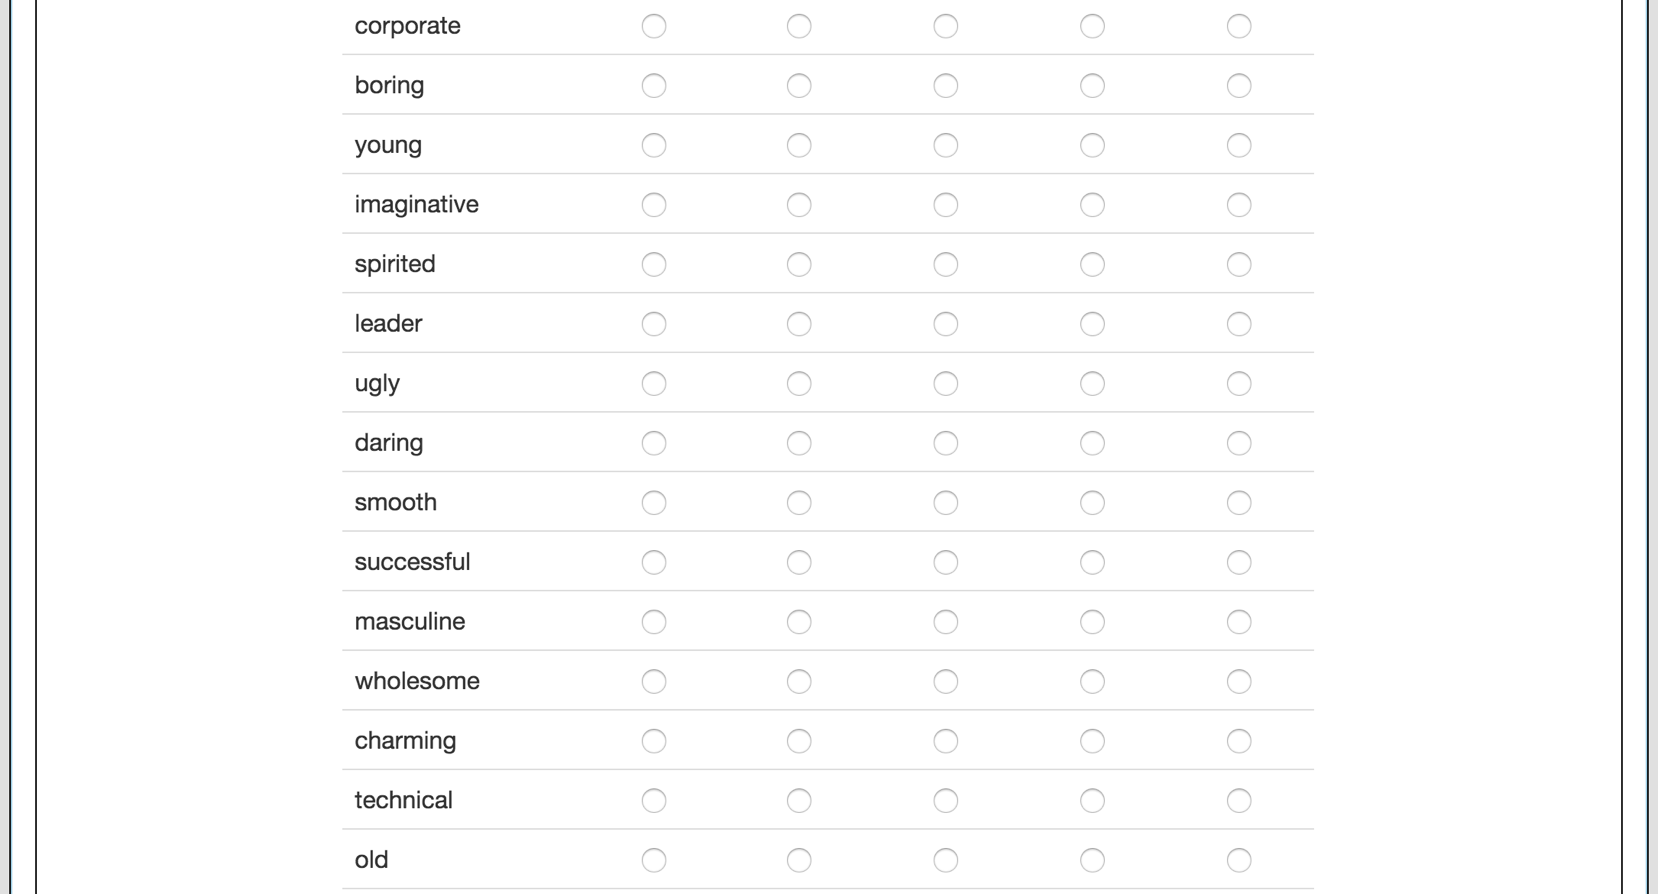 corporate
boring
young
imaginative
spirited
leader
ugly
daring
smooth
successful
masculine
wholesome
charming
technical
old